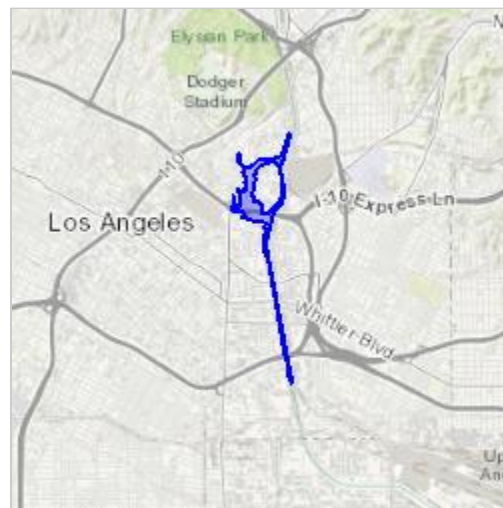 Elysian Park
Dodger
Stadium
I-10
I-10 Express Ln
Los Angeles
Whittier Blvd